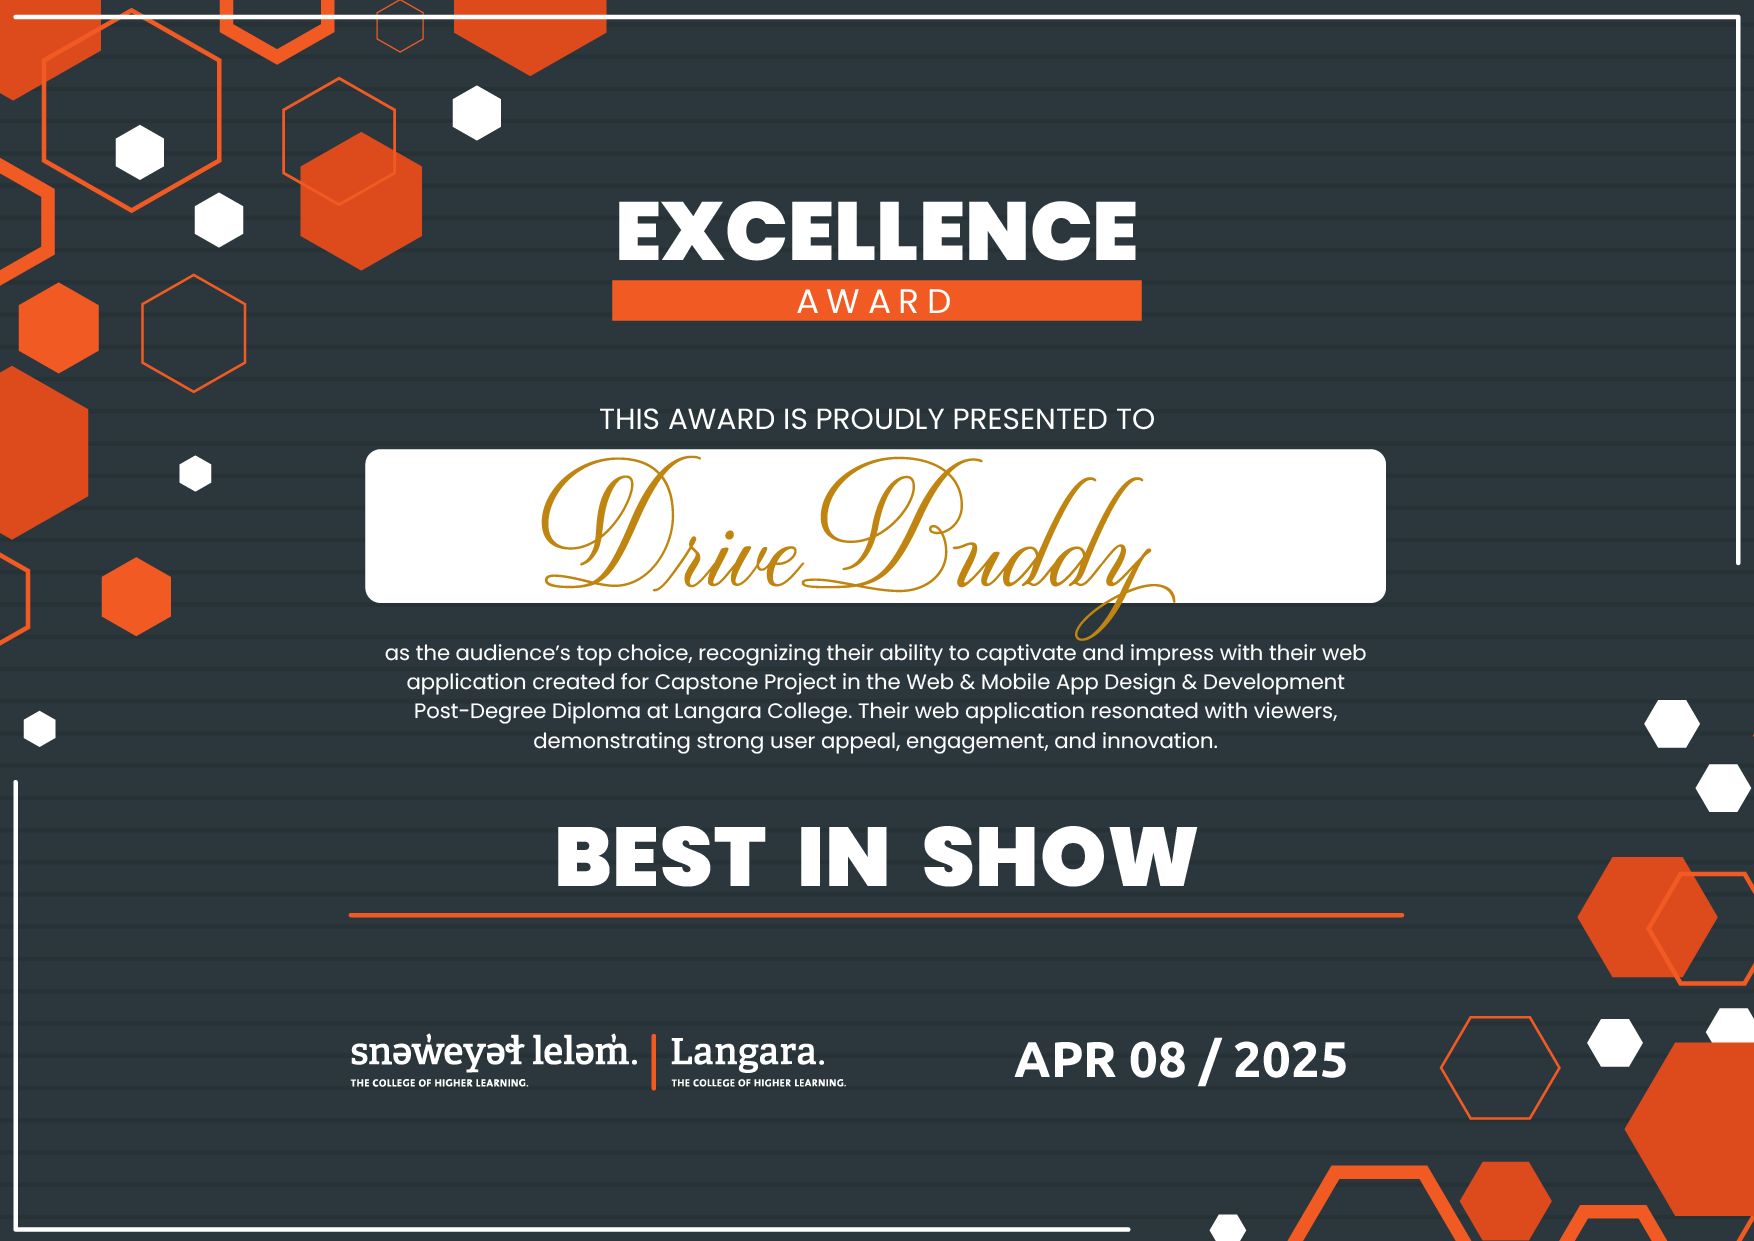 EXCELLENCE
AWARD
THIS AWARD IS PROUDLY PRESENTED TO
DriveBuddy
as the audience’s top choice, recognizing their ability to captivate and impress with their web
application created for Capstone Project in the Web & Mobile App Design & Development
Post-Degree Diploma at Langara College. Their web application resonated with viewers,
demonstrating strong user appeal, engagement, and innovation.
BEST IN SHOW
snəw̓eyəɬ leləm̓. | Langara.
THE COLLEGE OF HIGHER LEARNING. THE COLLEGE OF HIGHER LEARNING.
APR 08 / 2025